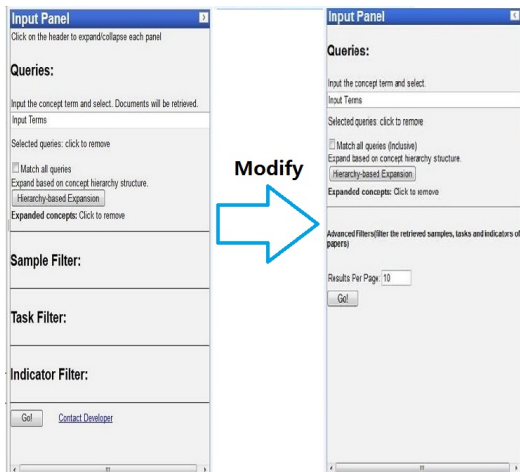 Input Panel
Click on the header to expand/collapse each panel
Queries:
Input the concept term and select. Documents will be retrieved.
Input Terms
Selected queries: click to remove
Match all queries
Expand based on concept hierarchy structure.
Hierarchy-based Expansion
Expanded concepts: Click to remove
Sample Filter:
Task Filter:
Indicator Filter:
Go! Contact Developer
Modify
Input Panel
Queries:
Input the concept term and select.
Input Terms
Selected queries: click to remove
Match all queries (Inclusive)
Expand based on concept hierarchy structure.
Hierarchy-based Expansion
Expanded concepts: Click to remove
Advanced Filters(filter the retrieved samples, tasks and indicators of
papers)
Results Per Page: 10
Go!